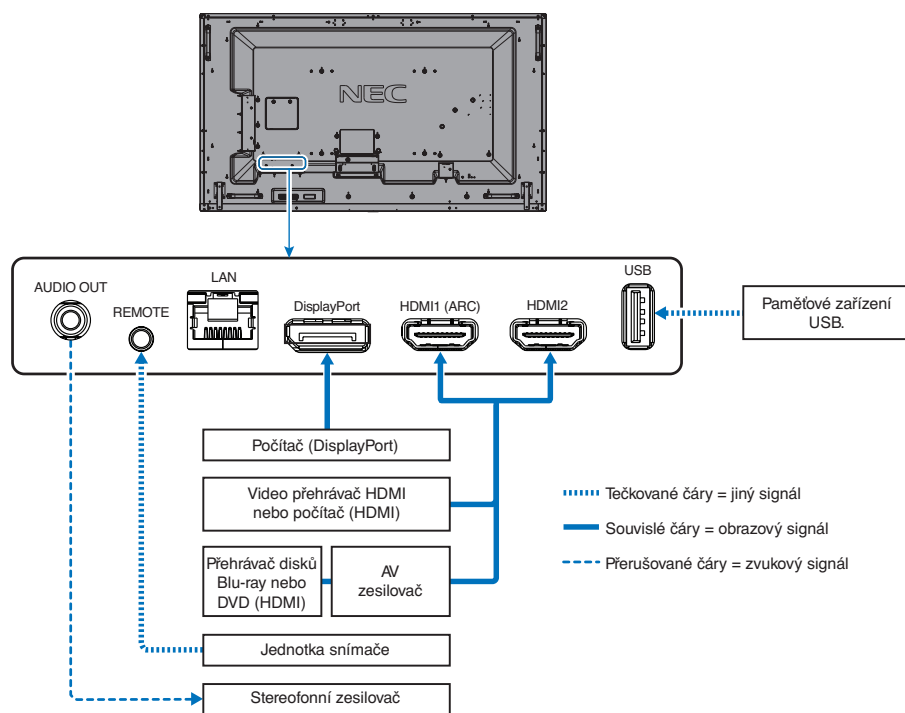 NEC
AUDIO OUT
REMOTE
LAN
DisplayPort
HDMI1 (ARC)
HDMI2
USB
Paměťové zařízení
USB.
Počítač (DisplayPort)
Video přehrávač HDMI
nebo počítač (HDMI)
Přehrávač disků
Blu-ray nebo
DVD (HDMI)
AV
zesilovač
Jednotka snímače
Stereofonní zesilovač
Tečkované čáry = jiný signál
Souvislé čáry = obrazový signál
Přerušované čáry = zvukový signál